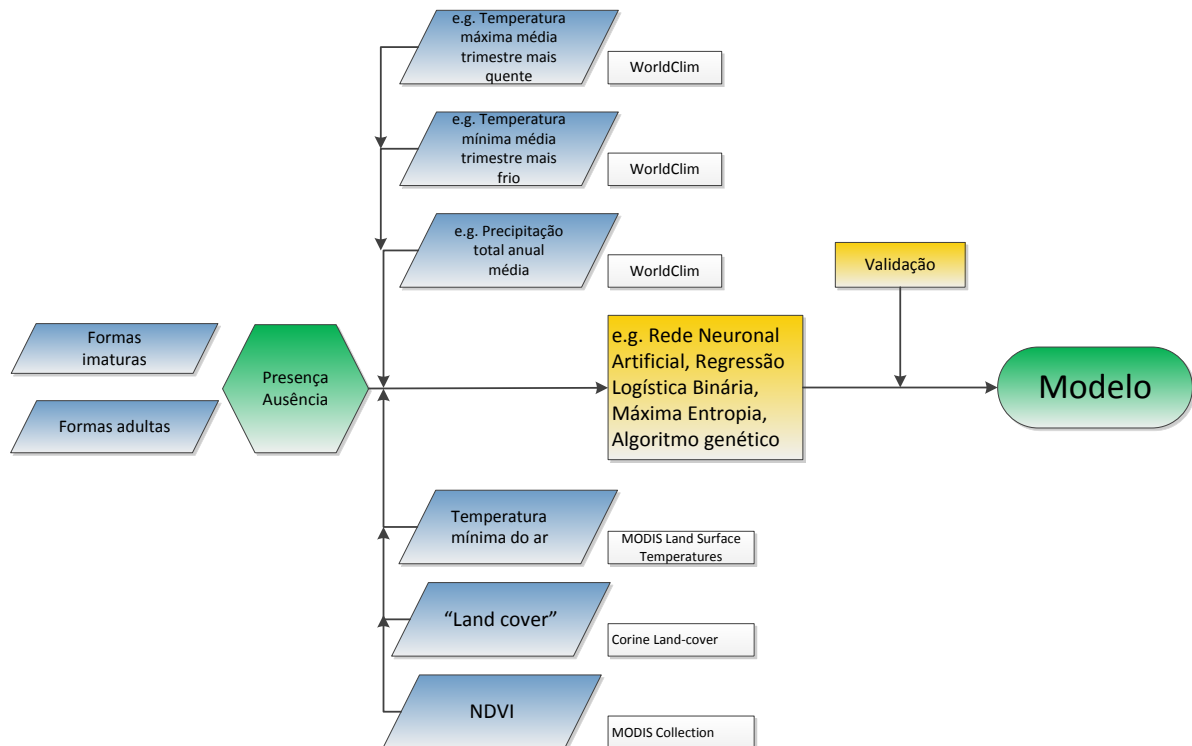 e.g. Temperatura
máxima média
trimestre mais
quente
WorldClim
e.g. Temperatura
mínima média
trimestre mais
frio
WorldClim
e.g. Precipitação
total anual
média
WorldClim
Validação
Formas
imaturas
Formas adultas
Presença
Ausência
e.g. Rede Neuronal
Artificial, Regressão
Logística Binária,
Máxima Entropia,
Algoritmo genético
Modelo
Temperatura
mínima do ar
MODIS Land Surface
Temperatures
“Land cover”
Corine Land-cover
NDVI
MODIS Collection